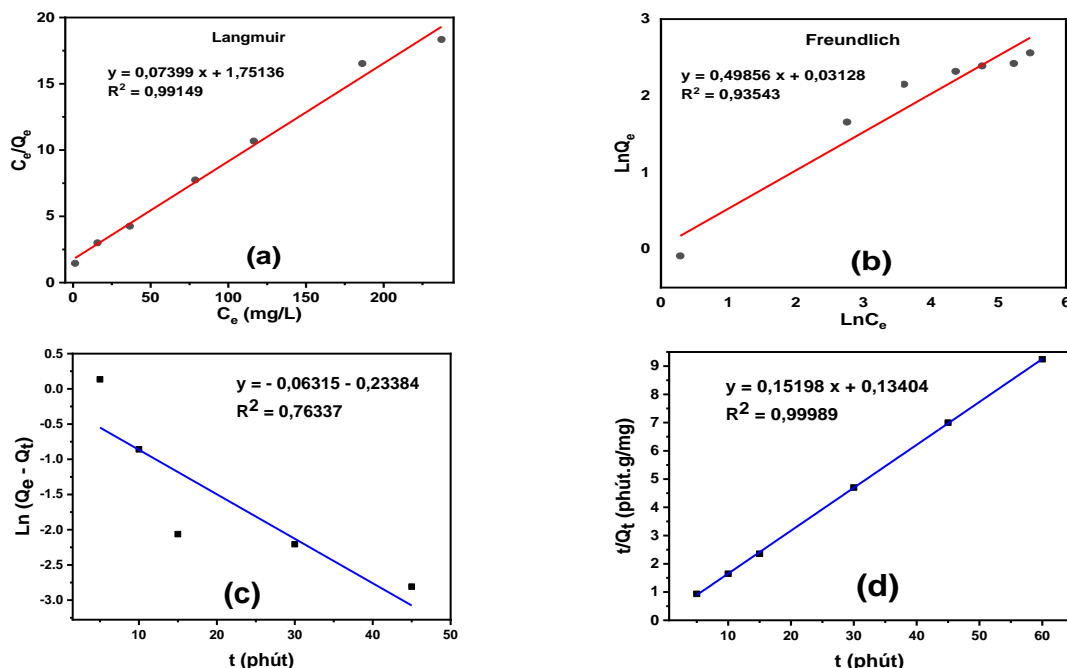 Langmuir
y = 0,07399 x + 1,75136
R² = 0,99149
20
15
10
5
0
Cₑ/Qₑ
(a)
0 50 100 150 200
Cₑ (mg/L)
Freundlich
y = 0,49856 x + 0,03128
R² = 0,93543
3
2
1
0
LnQₑ
(b)
0 1 2 3 4 5 6
LnCₑ
y = - 0,06315 - 0,23384
R² = 0,76337
0.5
0.0
-0.5
-1.0
-1.5
-2.0
-2.5
-3.0
Ln (Qₑ - Qₜ)
(c)
10 20 30 40 50
t (phút)
y = 0,15198 x + 0,13404
R² = 0,99989
9
8
7
6
5
4
3
2
1
0
t/Qₜ (phút.g/mg)
(d)
10 20 30 40 50 60
t (phút)